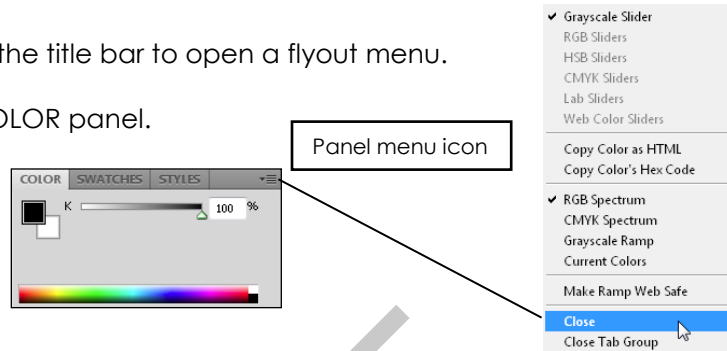 the title bar to open a flyout menu.
OLOR panel.
Panel menu icon
COLOR SWATCHES STYLES
K 100 %
Grayscale Slider
RGB Sliders
HSB Sliders
CMYK Sliders
Lab Sliders
Web Color Sliders
Copy Color as HTML
Copy Color's Hex Code
RGB Spectrum
CMYK Spectrum
Grayscale Ramp
Current Colors
Make Ramp Web Safe
Close
Close Tab Group